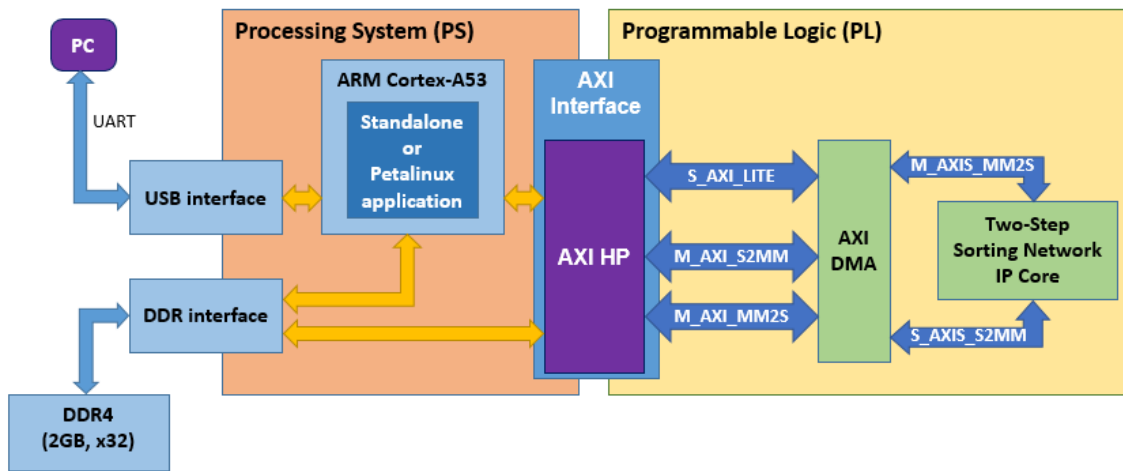 Processing System (PS)
Programmable Logic (PL)
PC
UART
ARM Cortex-A53
Standalone
or
Petalinux
application
AXI
Interface
USB interface
S_AXI_LITE
M_AXIS_MM2S
AXI HP
M_AXI_S2MM
AXI
DMA
Two-Step
Sorting Network
IP Core
DDR interface
M_AXI_MM2S
S_AXIS_S2MM
DDR4
(2GB, x32)